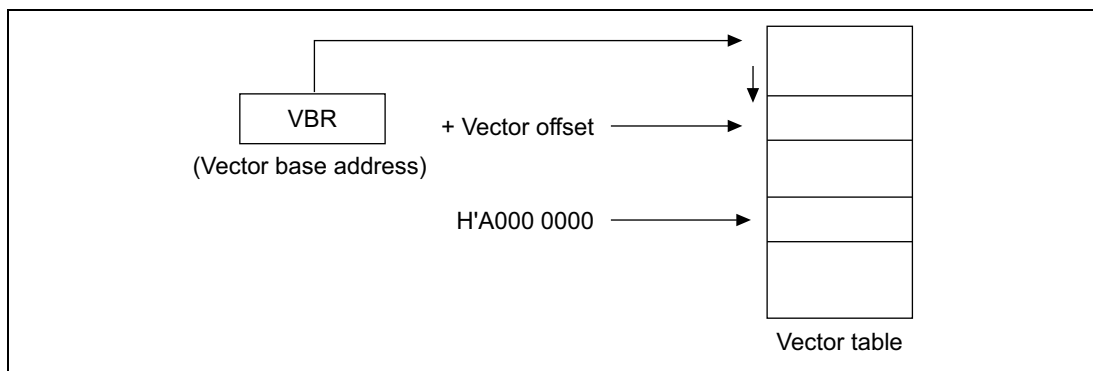 VBR
(Vector base address)
+ Vector offset
H'A000 0000
Vector table